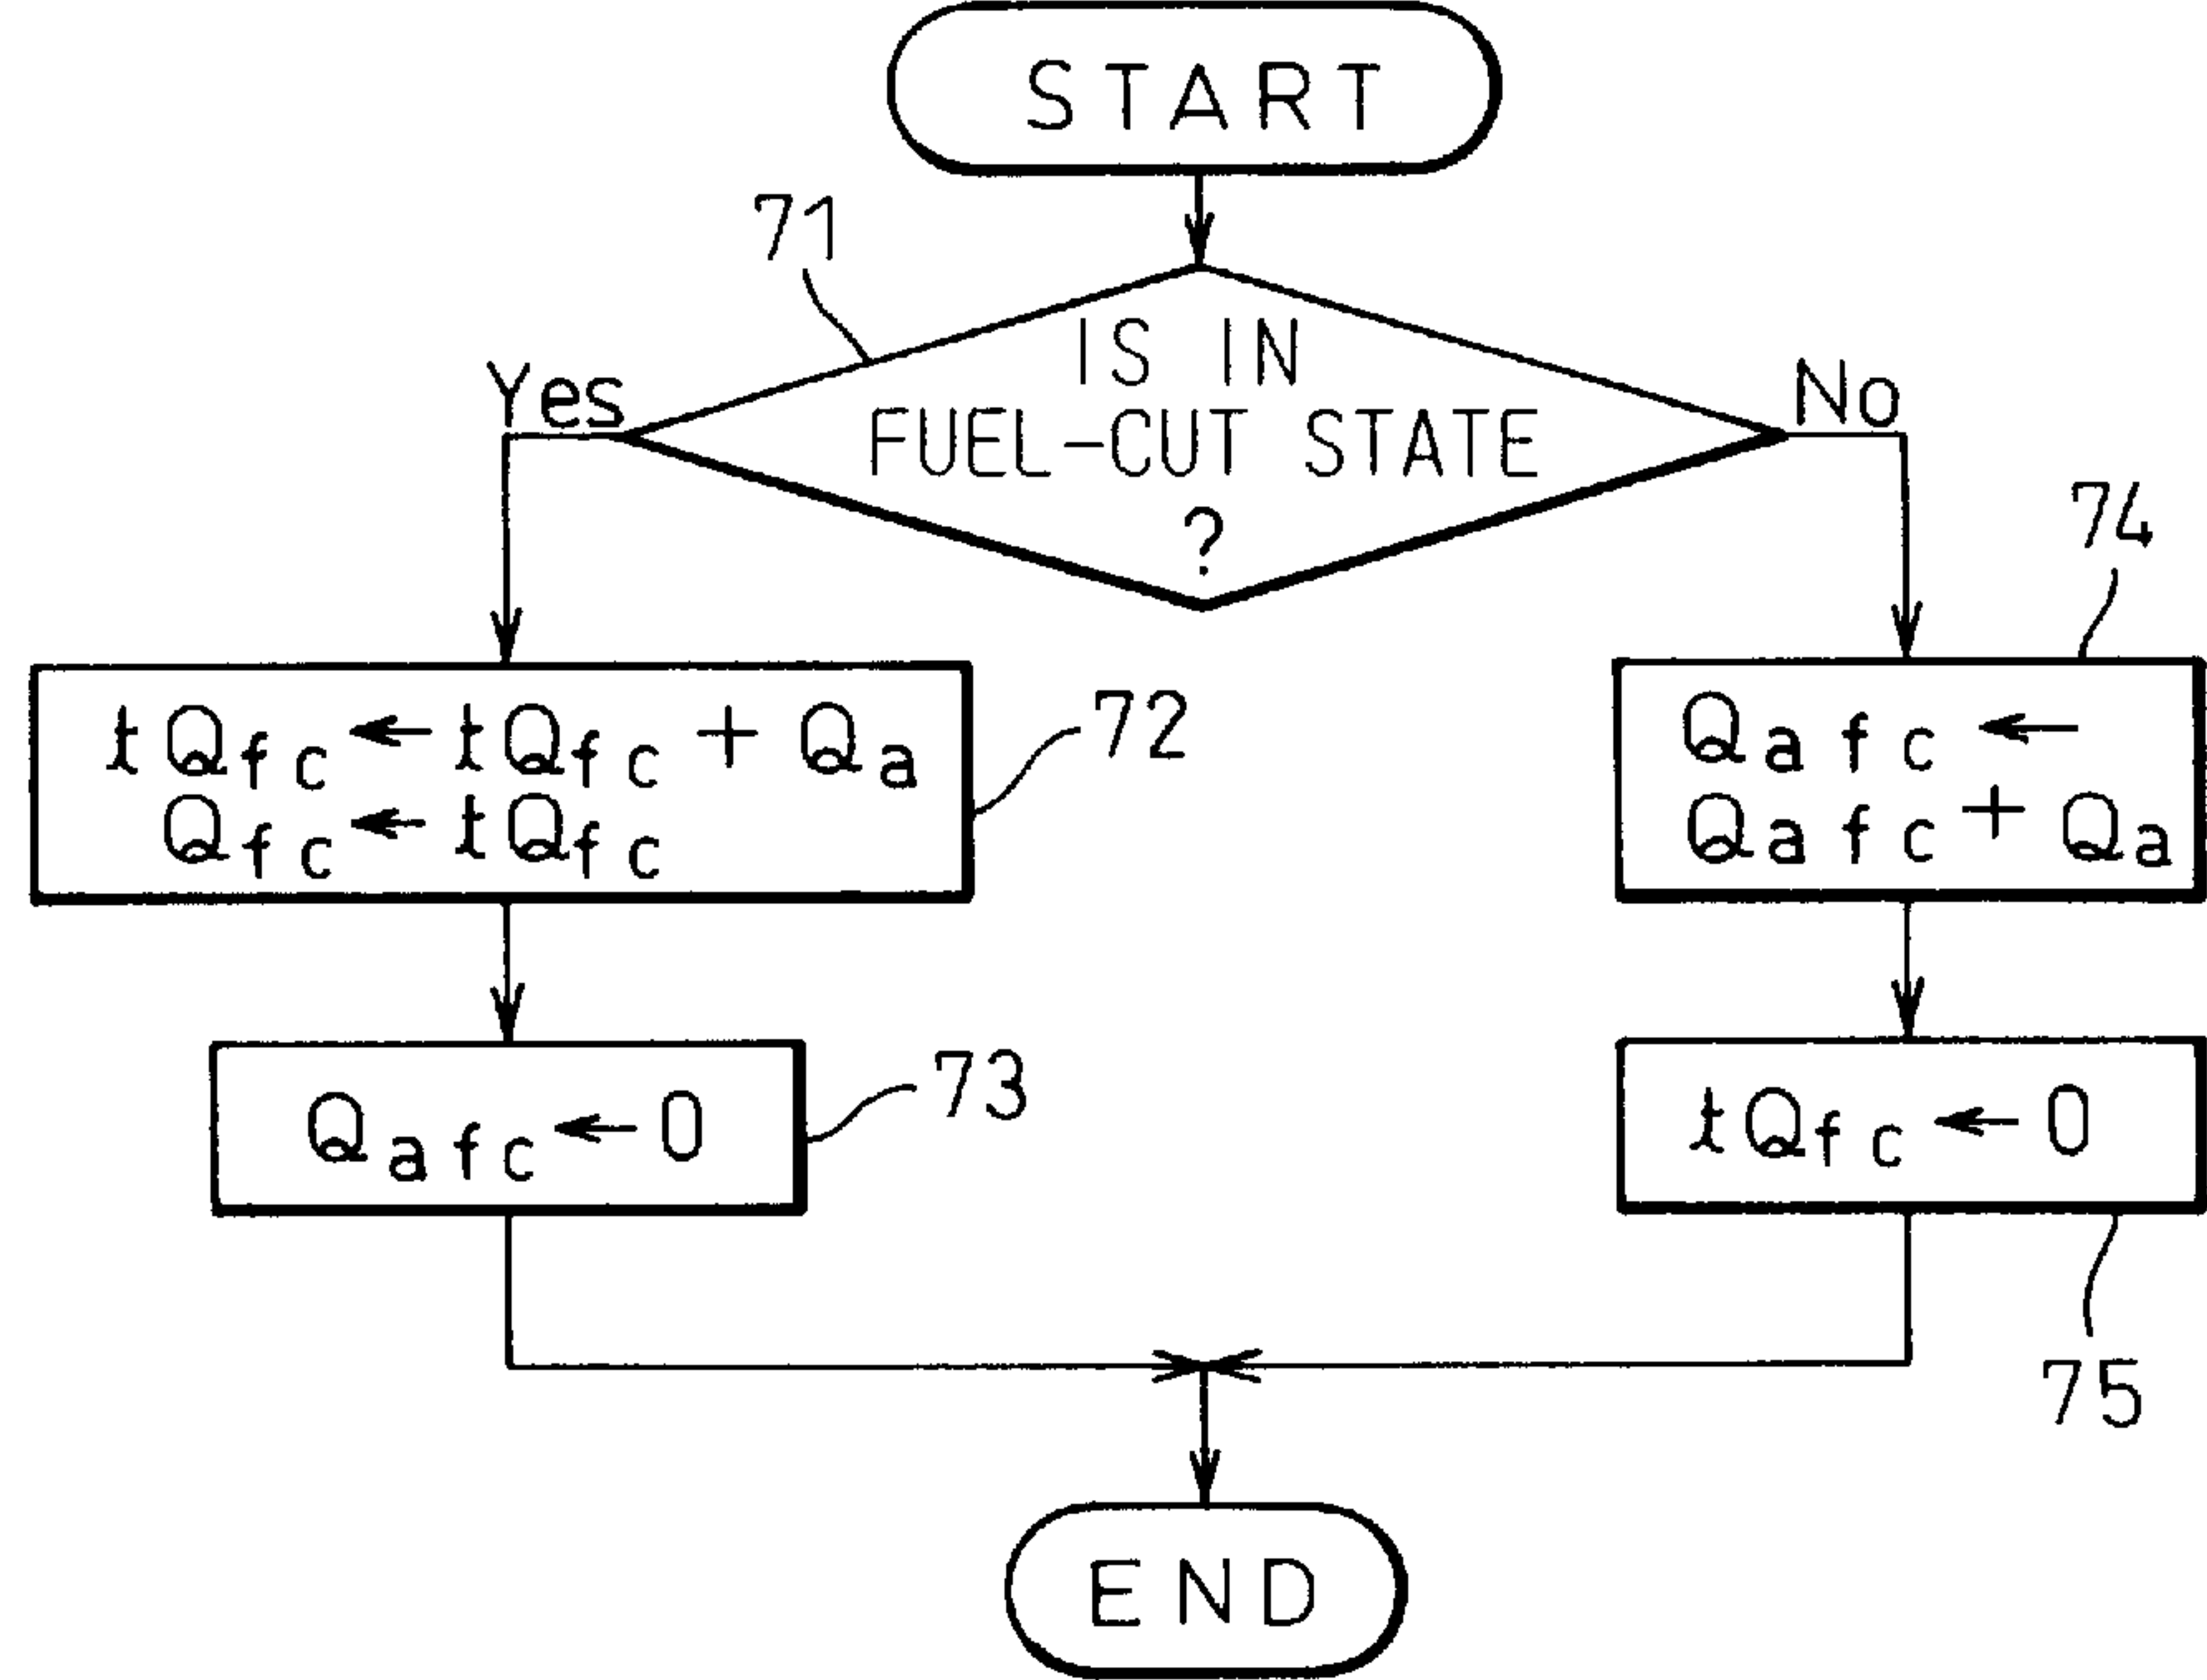 START
71
IS IN
FUEL-CUT STATE
?
Yes
No
74
tQfc ← tQfc + Qa
Qfc ← tQfc
72
Qafc ←
Qafc + Qa
Qafc ← 0
73
tQfc ← 0
75
END